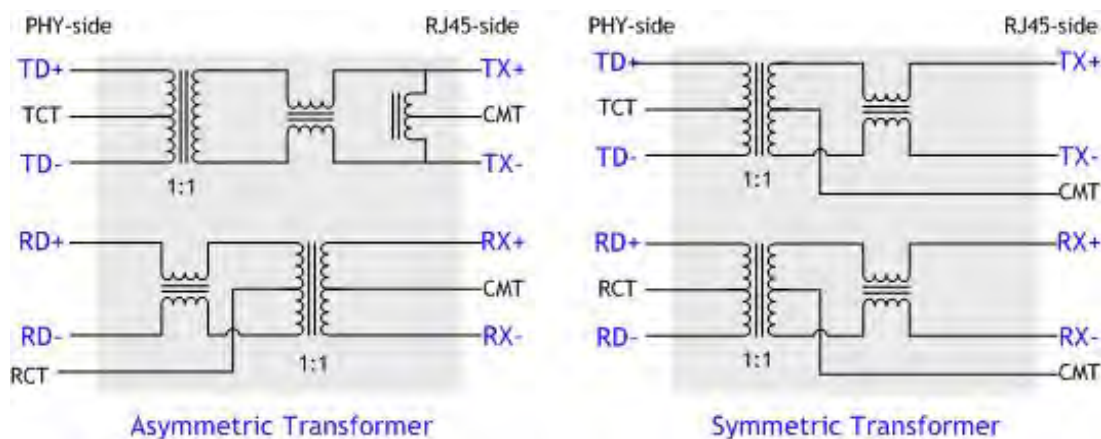 PHY-side RJ45-side
TD+ TX+
TCT CMT
TD- TX-
1:1
RD+ RX+
CMT
RD- RX-
1:1
RCT
Asymmetric Transformer
PHY-side RJ45-side
TD+ TX+
TCT
TD- TX-
1:1
CMT
RD+ RX+
RCT
RD- RX-
1:1
CMT
Symmetric Transformer